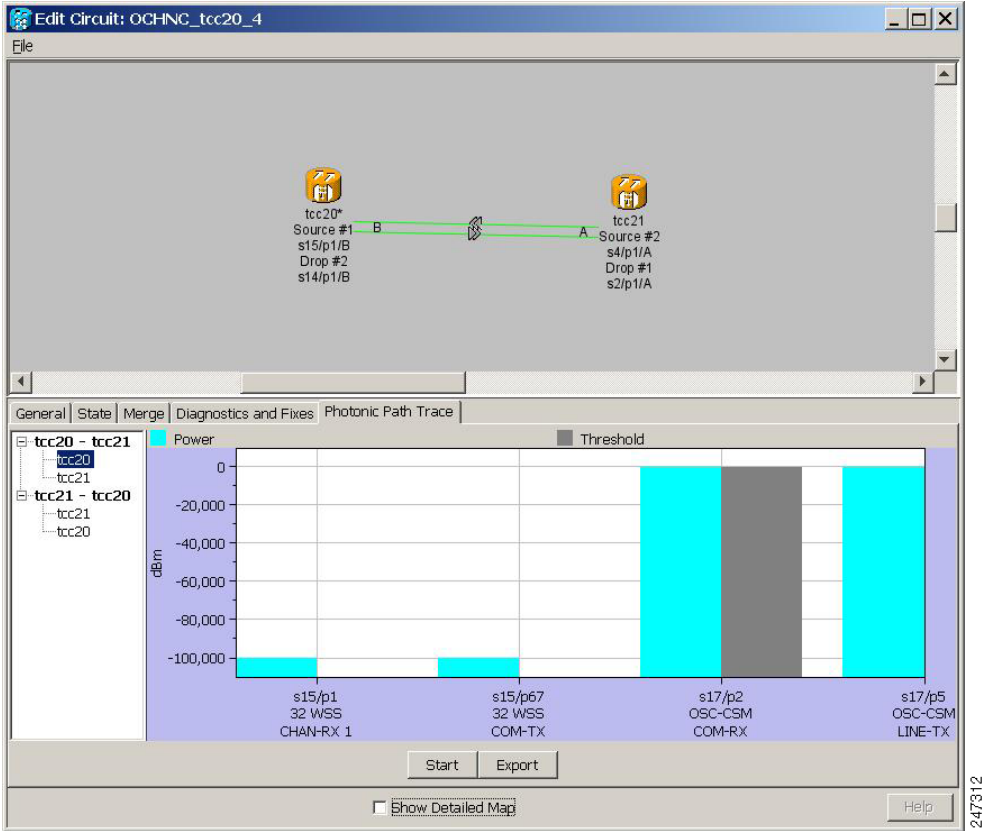 Edit Circuit: OCHNC_tcc20_4
File
tcc20*
Source #1
s15/p1/B
Drop #2
s14/p1/B
B
A
tcc21
Source #2
s4/p1/A
Drop #1
s2/p1/A
General State Merge Diagnostics and Fixes Photonic Path Trace
tcc20 - tcc21
tcc20
tcc21
tcc21 - tcc20
tcc21
tcc20
Power
Threshold
dBm
0
-20,000
-40,000
-60,000
-80,000
-100,000
s15/p1
32 WSS
CHAN-RX 1
s15/p67
32 WSS
COM-TX
s17/p2
OSC-CSM
COM-RX
s17/p5
OSC-CSM
LINE-TX
Start Export
Show Detailed Map
Help
247312